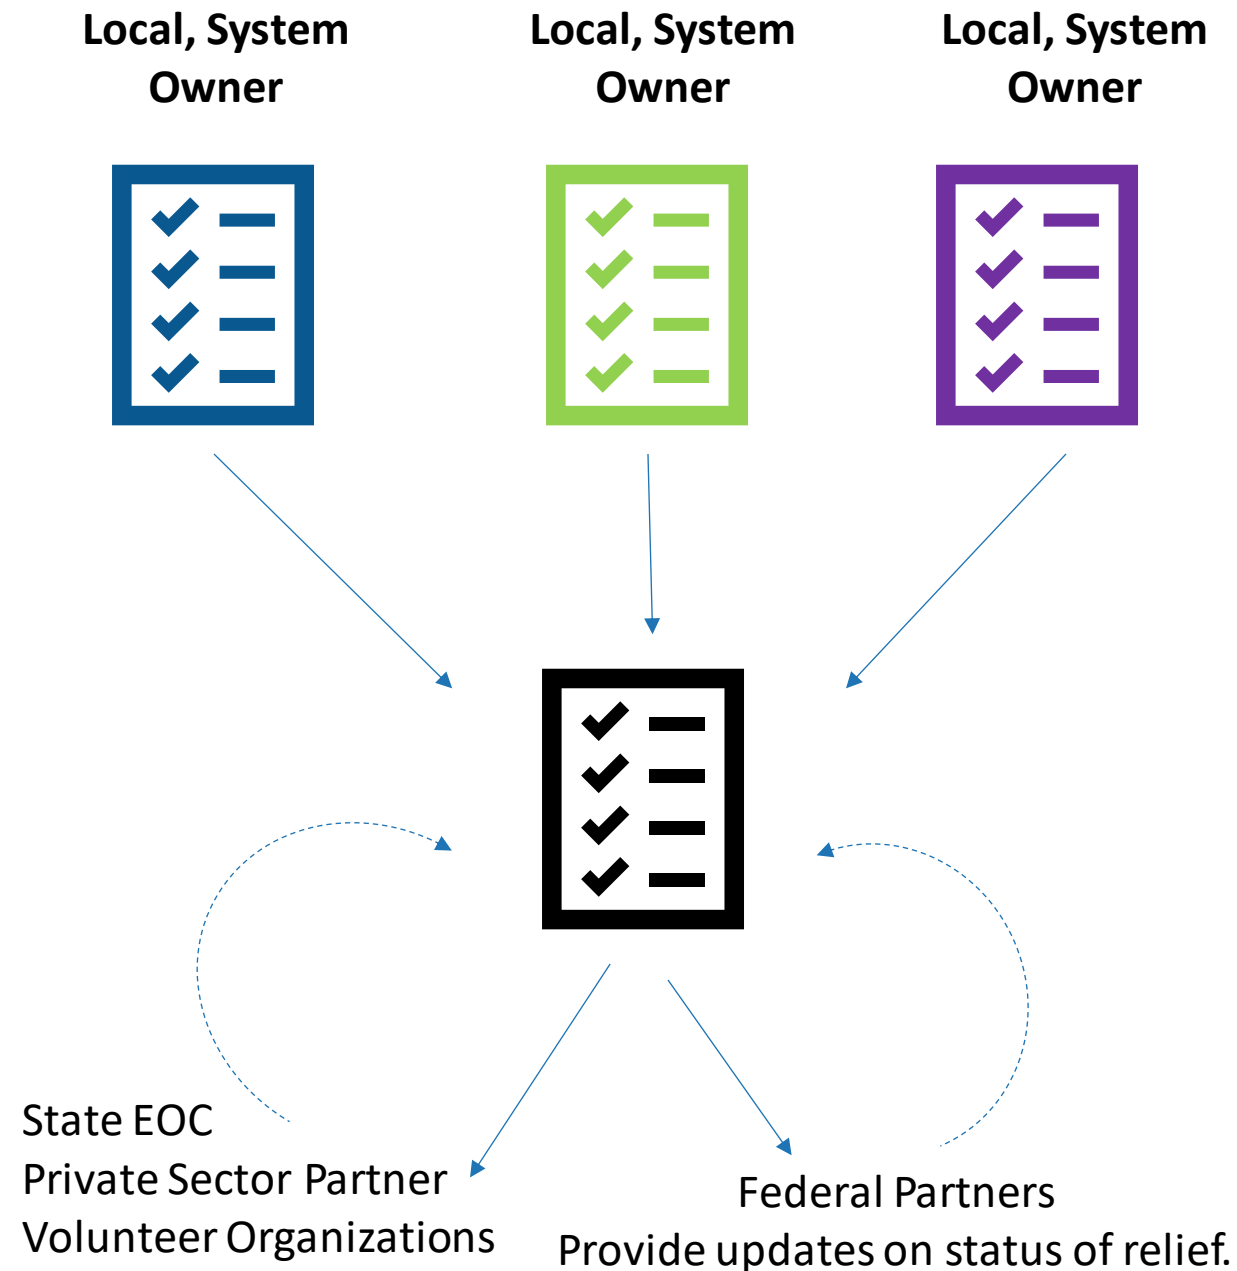 Local, System
Owner
Local, System
Owner
Local, System
Owner
State EOC
Private Sector Partner
Volunteer Organizations
Federal Partners
Provide updates on status of relief.